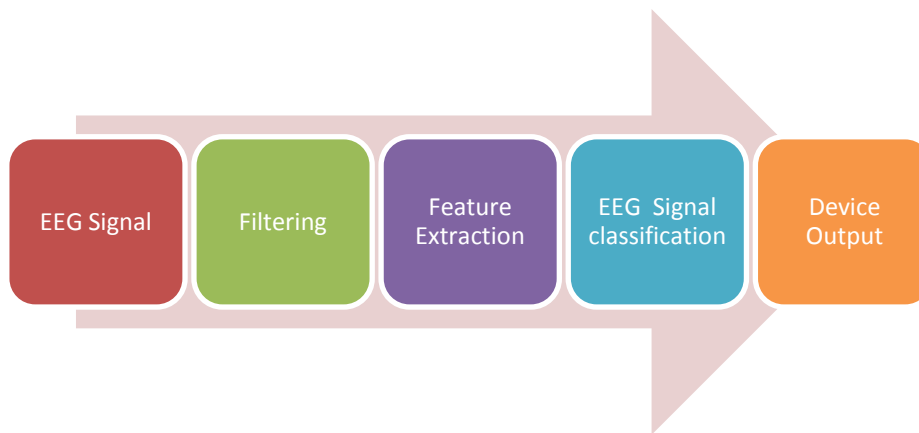 EEG Signal
Filtering
Feature
Extraction
EEG  Signal
classification
Device
Output